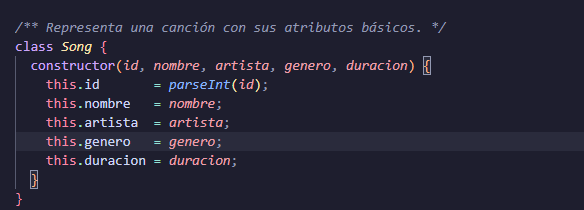 /** Representa una canción con sus atributos básicos. */
class Song {
  constructor(id, nombre, artista, genero, duracion) {
    this.id       = parseInt(id);
    this.nombre   = nombre;
    this.artista  = artista;
    this.genero   = genero;
    this.duracion = duracion;
  }
}